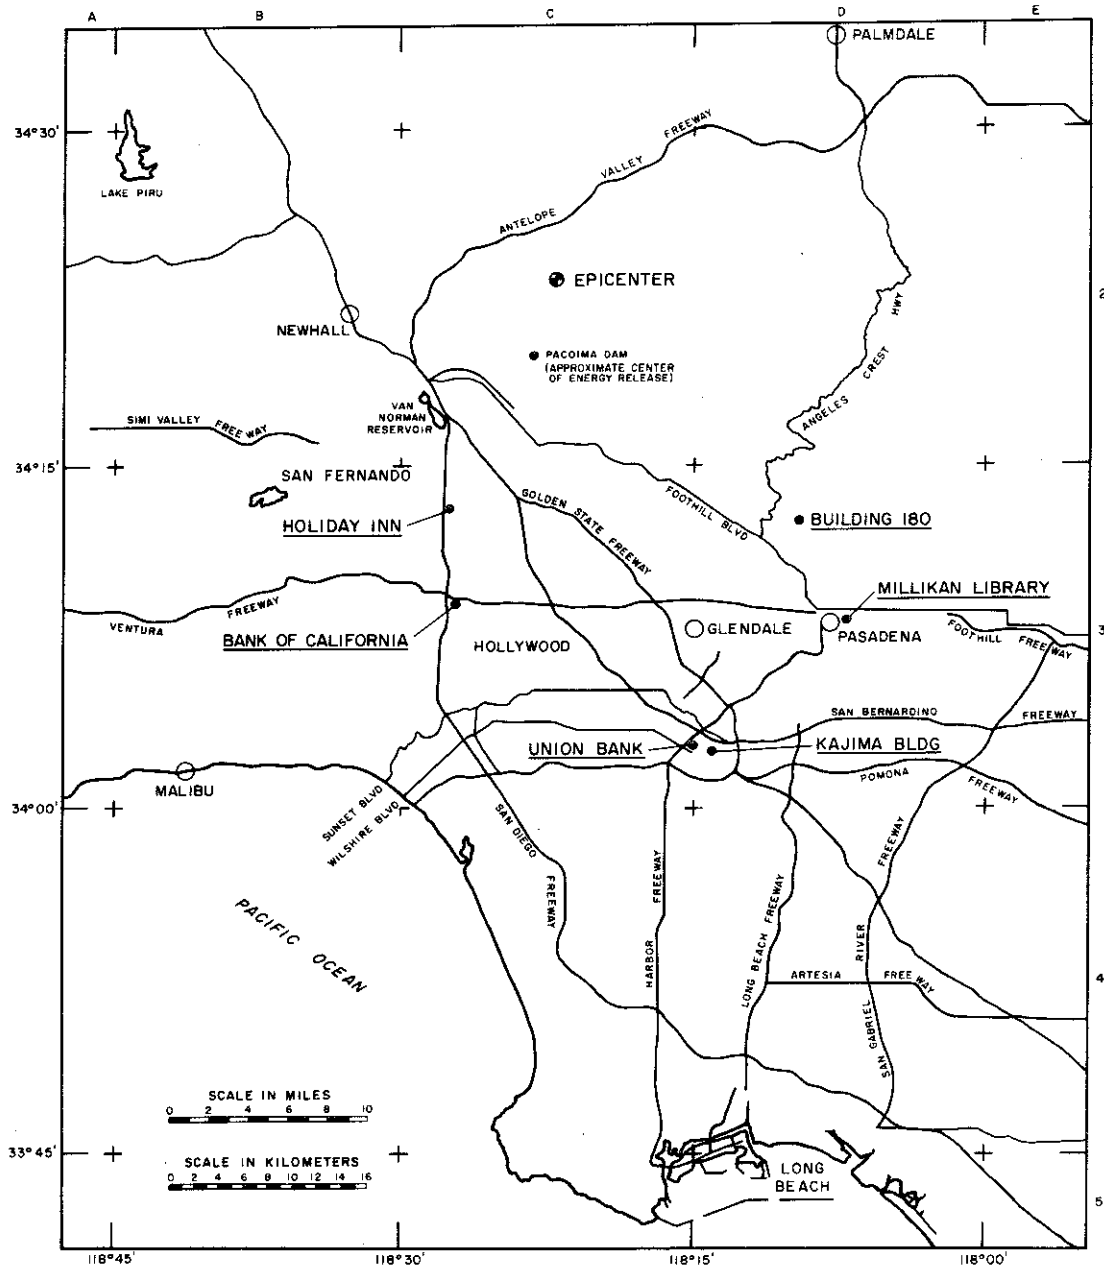 A B C D E
PALMDALE
34°30'
LAKE PIRU
ANTELOPE VALLEY FREEWAY
EPICENTER
2
HWY
NEWHALL
PACOIMA DAM
(APPROXIMATE CENTER
OF ENERGY RELEASE)
ANGELES CREST
VAN
NORMAN
RESERVOIR
SIMI VALLEY FREEWAY
34°15'
SAN FERNANDO
GOLDEN STATE FREEWAY
FOOTHILL BLVD
HOLIDAY INN
BUILDING 180
MILLIKAN LIBRARY
VENTURA FREEWAY
BANK OF CALIFORNIA
HOLLYWOOD
GLENDALE
PASADENA
FOOTHILL FREEWAY
3
SAN BERNARDINO FREEWAY
UNION BANK
KAJIMA BLDG
POMONA FREEWAY
MALIBU
34°00'
SUNSET BLVD
WILSHIRE BLVD
SAN DIEGO FREEWAY
HARBOR FREEWAY
LONG BEACH FREEWAY
SAN GABRIEL RIVER FREEWAY
PACIFIC OCEAN
ARTESIA FREEWAY
4
SCALE IN MILES
0 2 4 6 8 10
33°45'
SCALE IN KILOMETERS
0 2 4 6 8 10 12 14 16
LONG
BEACH
5
118°45' 118°30' 118°15' 118°00'